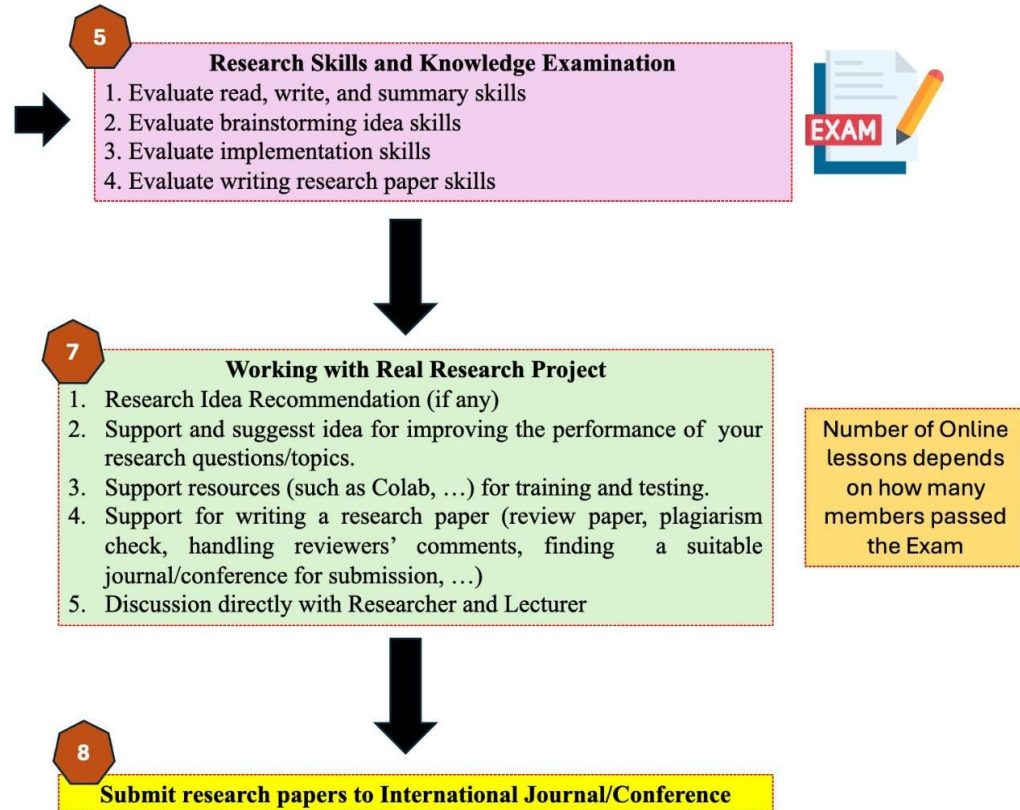 5
Research Skills and Knowledge Examination
1. Evaluate read, write, and summary skills
2. Evaluate brainstorming idea skills
3. Evaluate implementation skills
4. Evaluate writing research paper skills
EXAM
7
Working with Real Research Project
1. Research Idea Recommendation (if any)
2. Support and suggesst idea for improving the performance of your
research questions/topics.
3. Support resources (such as Colab, …) for training and testing.
4. Support for writing a research paper (review paper, plagiarism
check, handling reviewers’ comments, finding a suitable
journal/conference for submission, …)
5. Discussion directly with Researcher and Lecturer
Number of Online
lessons depends
on how many
members passed
the Exam
8
Submit research papers to International Journal/Conference